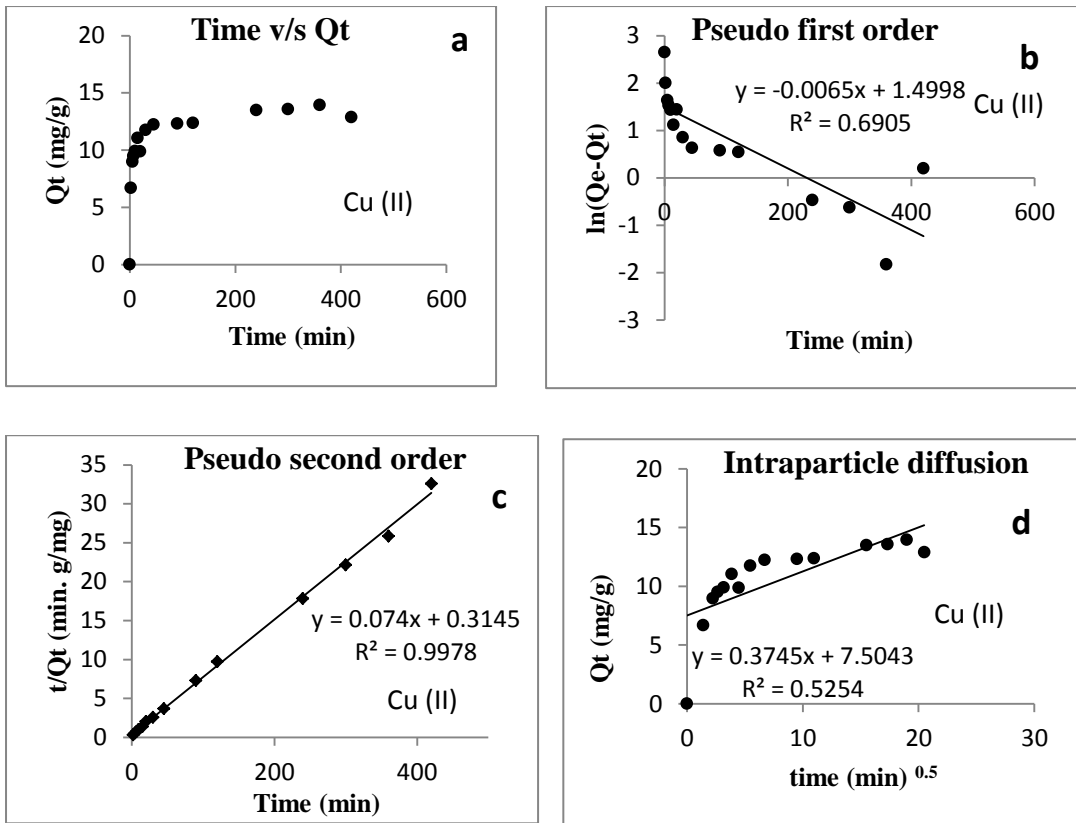 Time v/s Qt
a
20
15
10
5
0
Qt (mg/g)
Cu (II)
0
200
400
600
Time (min)
Pseudo first order
b
3
2
1
0
-1
-2
-3
ln(Qe-Qt)
y = -0.0065x + 1.4998
R² = 0.6905
Cu (II)
0
200
400
600
Time (min)
Pseudo second order
c
35
30
25
20
15
10
5
0
t/Qt (min. g/mg)
y = 0.074x + 0.3145
R² = 0.9978
Cu (II)
0
200
400
Time (min)
Intraparticle diffusion
d
20
15
10
5
0
Qt (mg/g)
Cu (II)
y = 0.3745x + 7.5043
R² = 0.5254
0
10
20
30
time (min) 0.5